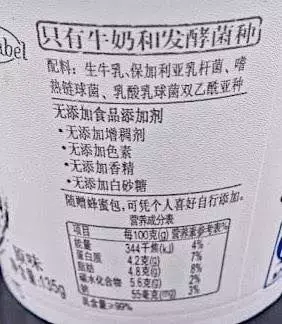 abel
只有牛奶和发酵菌种
配料：生牛乳、保加利亚乳杆菌、嗜
热链球菌、乳酸乳球菌双乙酰亚种
无添加食品添加剂
•无添加增稠剂
•无添加色素
•无添加香精
•无添加白砂糖
随赠蜂蜜包，可凭个人喜好自行添加。
营养成分表
项目 每100克(g) 营养素参考值%
能量 344千焦(kJ) 4%
蛋白质 4.2克(g) 7%
脂肪 4.8克(g) 8%
碳水化合物 5.6克(g) 2%
钠 55毫克(mg) 3%
≥99%
原味
135g